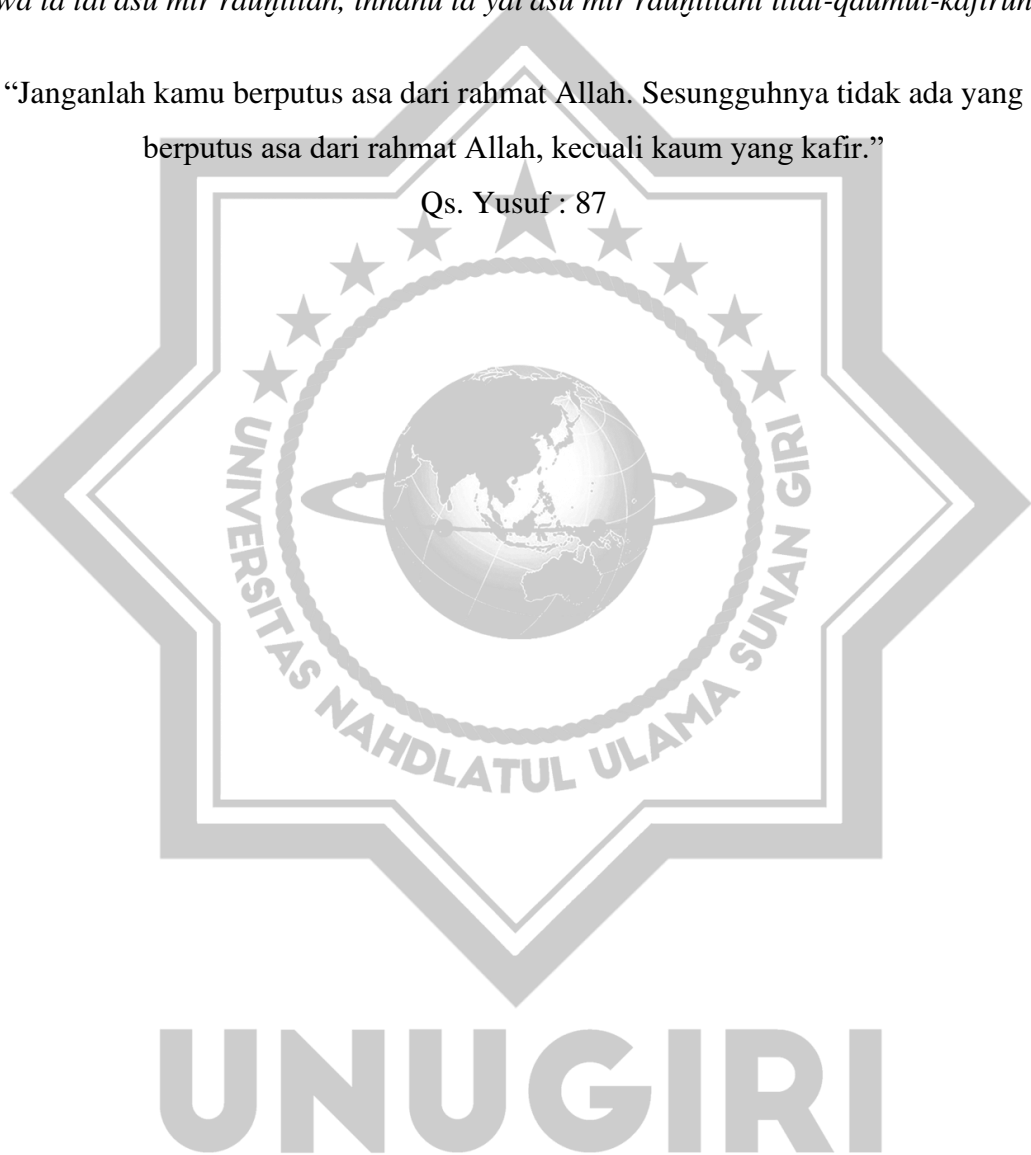 wa la tai asu mir rauḥillah, innahu la yai asu mir rauḥillahi illal-qaumul-kafirun
“Janganlah kamu berputus asa dari rahmat Allah. Sesungguhnya tidak ada yang
berputus asa dari rahmat Allah, kecuali kaum yang kafir.”
Qs. Yusuf : 87
UNIVERSITAS NAHDLATUL ULAMA SUNAN GIRI
UNUGIRI